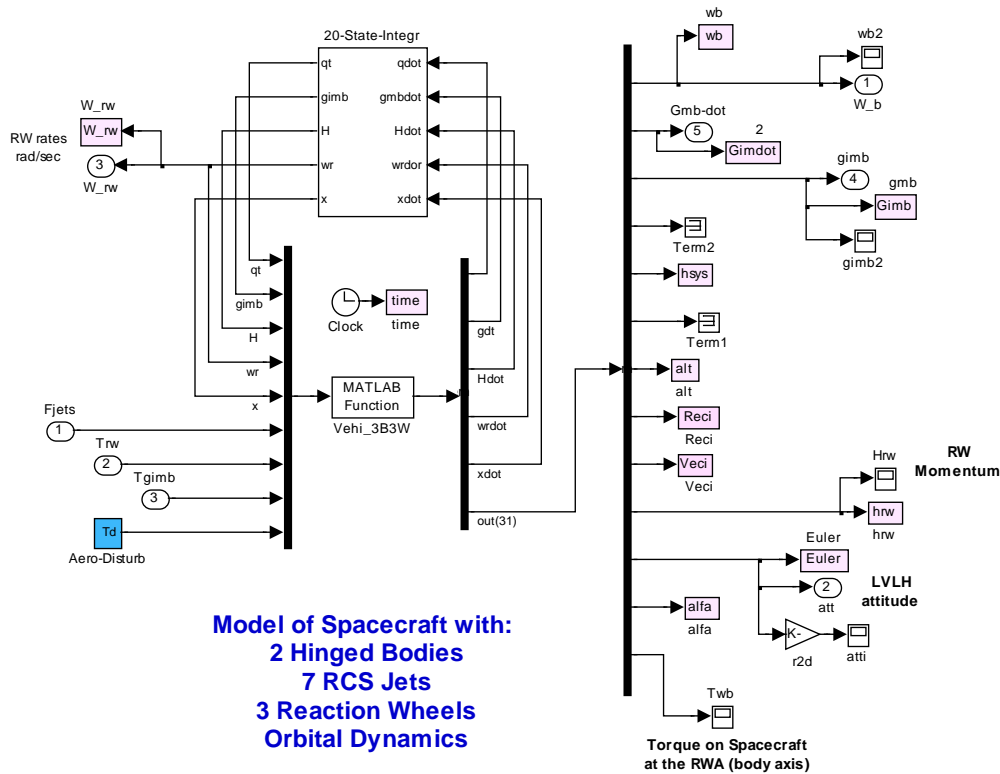 20-State-Integr
qt
gimb
H
wr
x
qdot
gmbdot
Hdot
wrdor
xdot
W_rw
W_rw
RW rates
rad/sec
3
W_rw
qt
gimb
H
wr
x
Clock
time
time
MATLAB
Function
Vehi_3B3W
gdt
Hdot
wrdot
xdot
out(31)
Fjets
1
Trw
2
Tgimb
3
Td
Aero-Disturb
wb
wb
wb2
1
W_b
Gmb-dot
5
2
Gimdot
gimb
4
gmb
Gimb
gimb2
Term2
hsys
Term1
alt
alt
Reci
Reci
Veci
Veci
Hrw
RW
Momentum
hrw
hrw
Euler
Euler
2
att
LVLH
attitude
alfa
alfa
K-
r2d
atti
Twb
Torque on Spacecraft
at the RWA (body axis)
Model of Spacecraft with:
2 Hinged Bodies
7 RCS Jets
3 Reaction Wheels
Orbital Dynamics